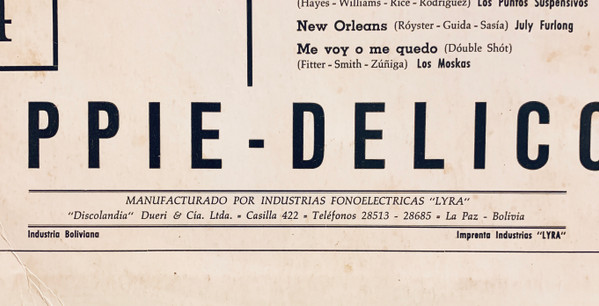 (Hayes - Williams - Rice - Rodríguez) Los Puntos Suspensivos
4
New Orleans (Róyster - Guida - Sasía) July Furlong
Me voy o me quedo (Dóuble Shót)
(Fitter - Smith - Zúñiga) Los Moskas
PPIE-DELICO
MANUFACTURADO POR INDUSTRIAS FONOELECTRICAS "LYRA"
"Discolandia" Dueri & Cía. Ltda. - Casilla 422 - Teléfonos 28513 - 28685 - La Paz - Bolivia
Industria Boliviana
Imprenta Industrias "LYRA"